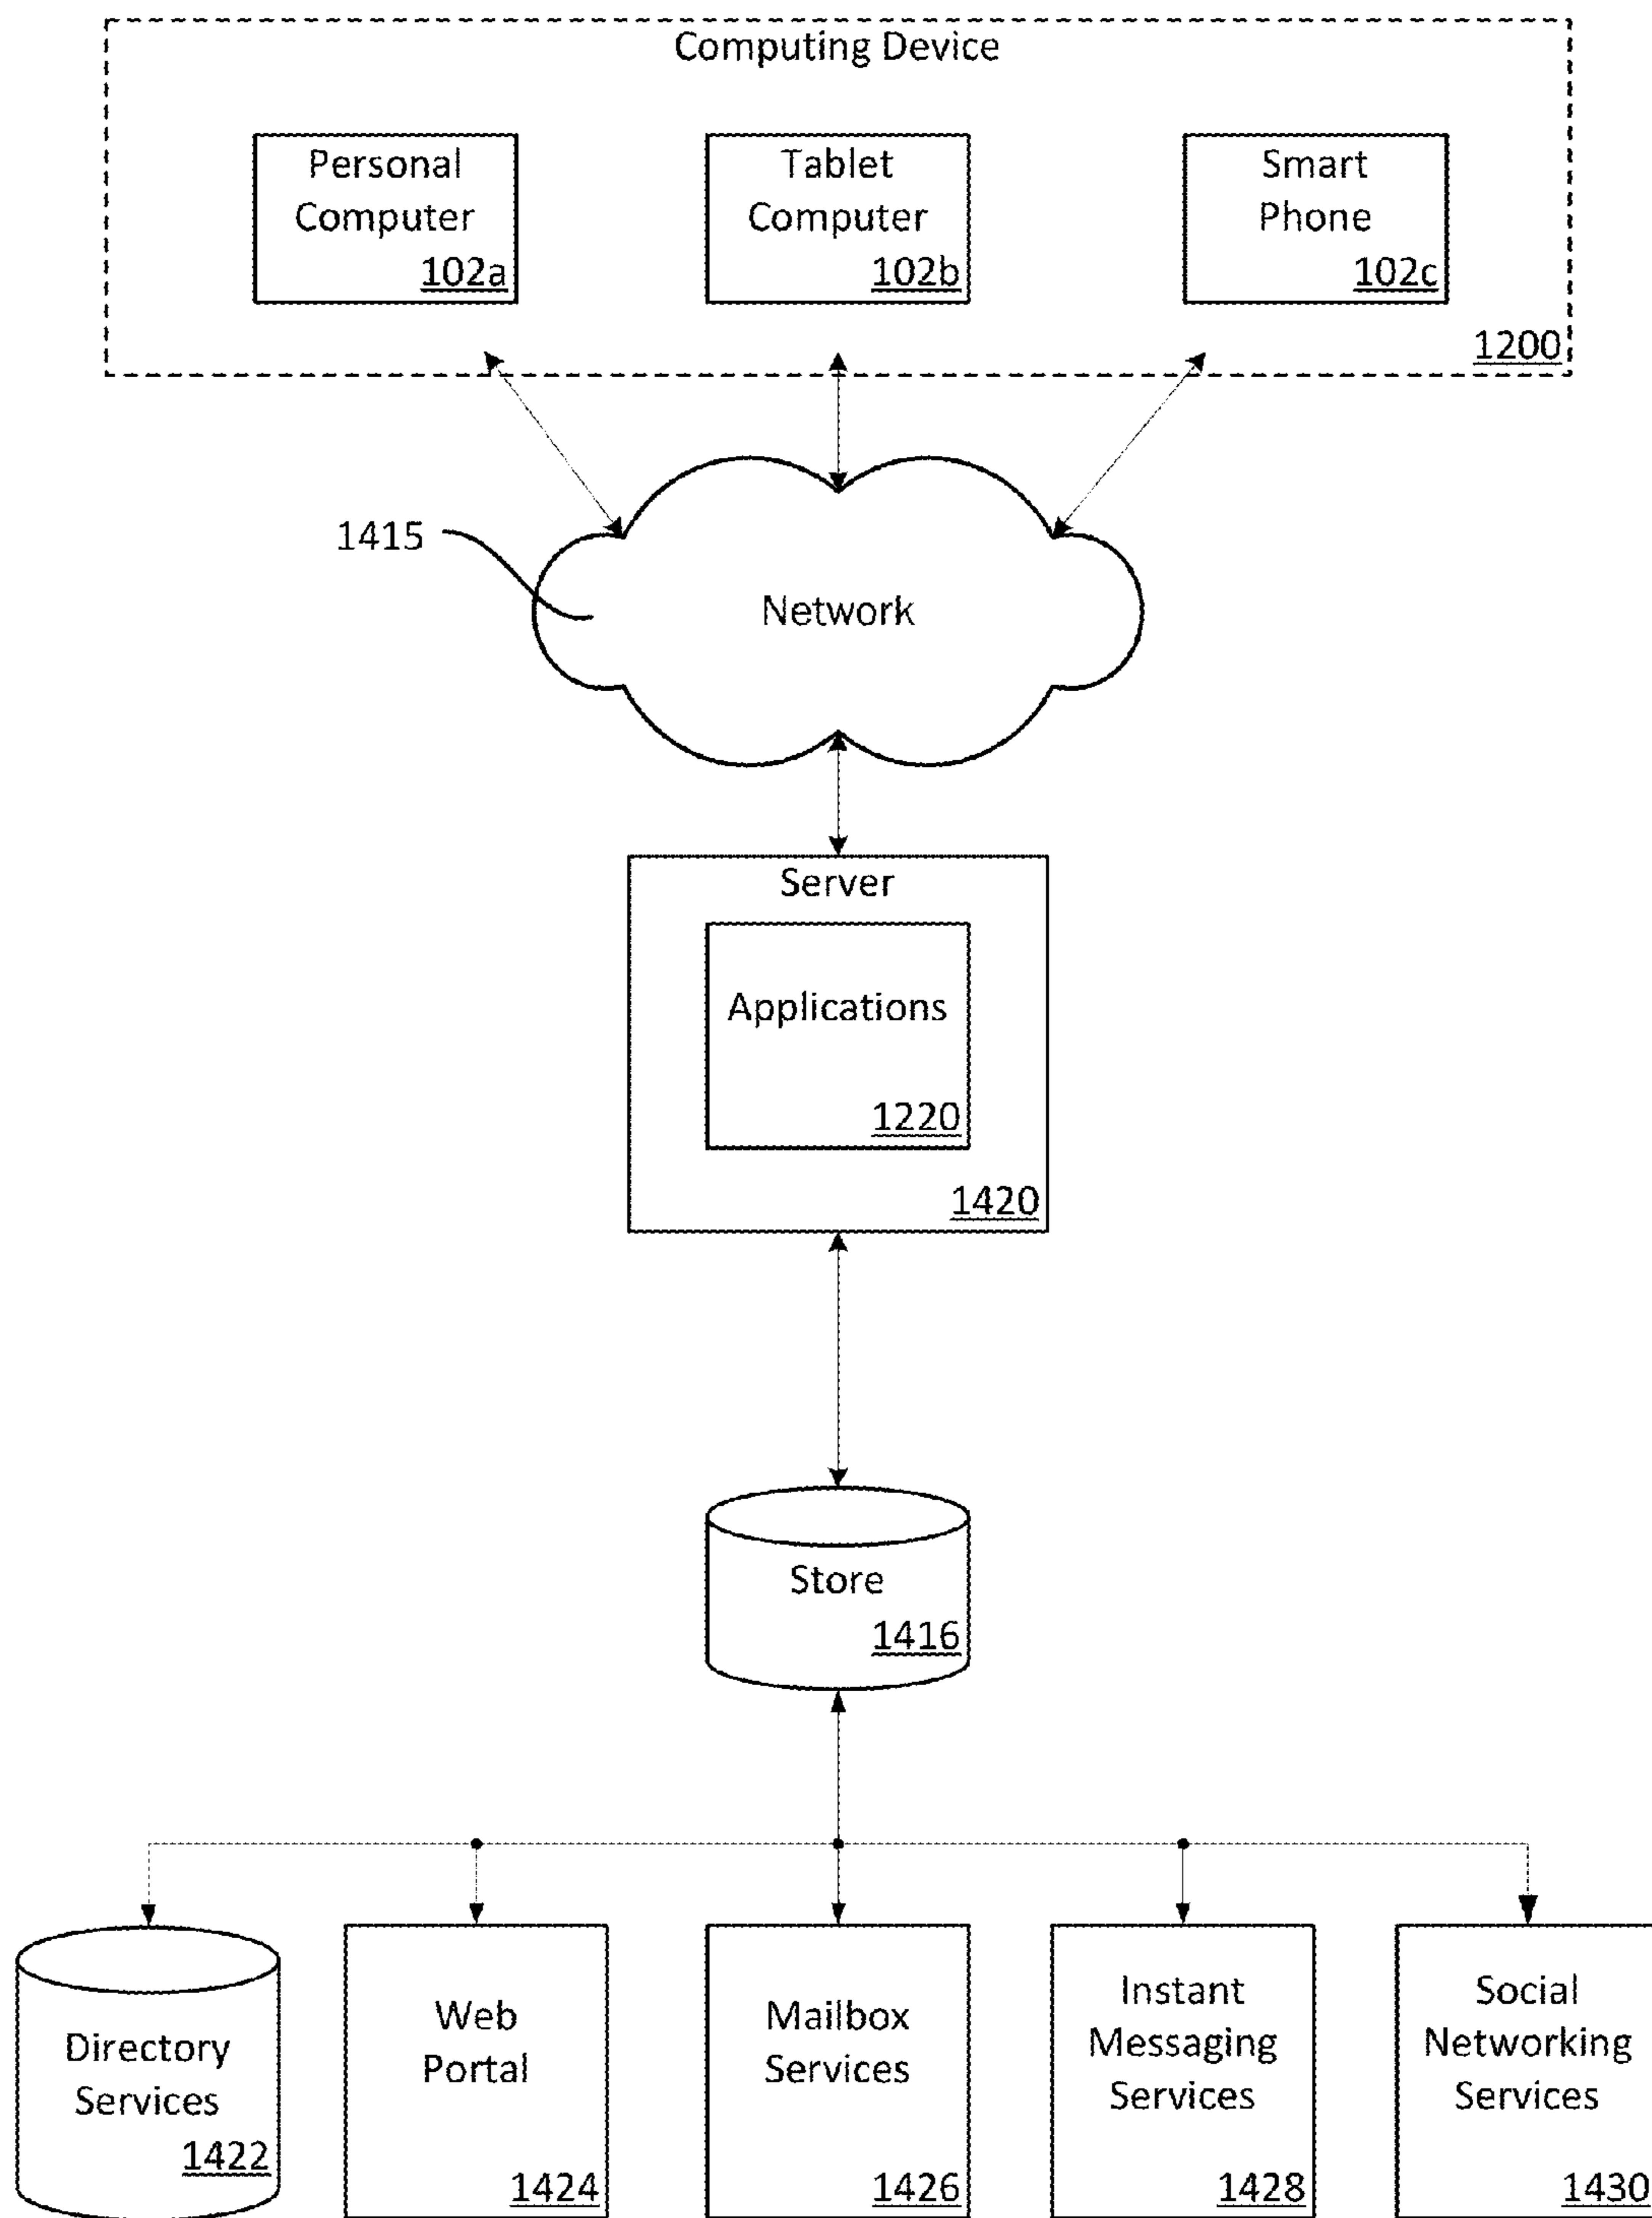 Computing Device
Personal
Computer
102a
Tablet
Computer
102b
Smart
Phone
102c
1200
1415
Network
Server
Applications
1220
1420
Store
1416
Directory
Services
1422
Web
Portal
1424
Mailbox
Services
1426
Instant
Messaging
Services
1428
Social
Networking
Services
1430